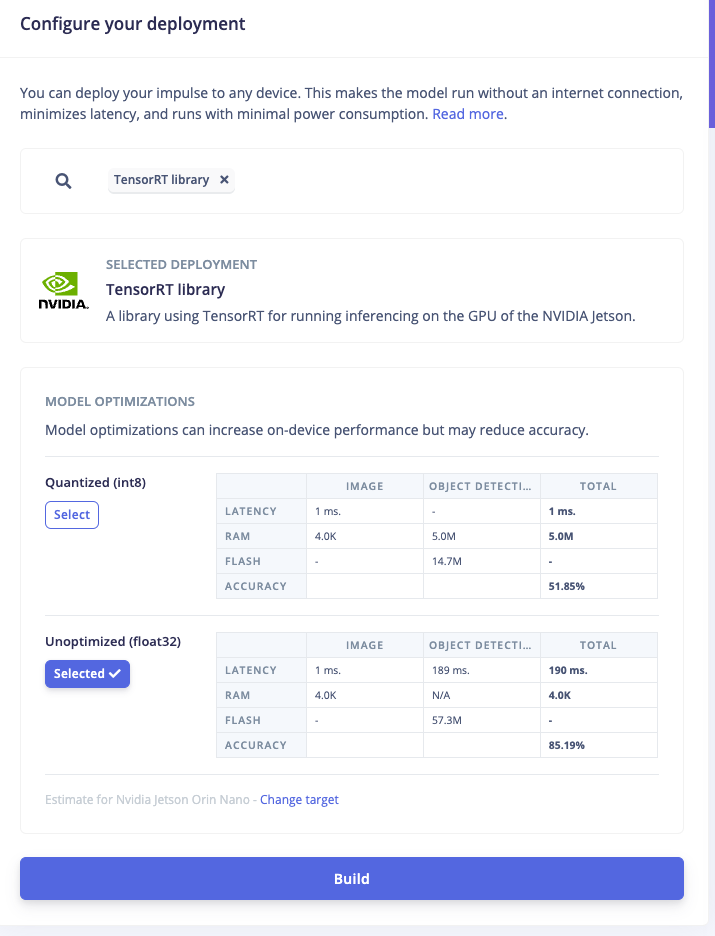 Configure your deployment
You can deploy your impulse to any device. This makes the model run without an internet connection,
minimizes latency, and runs with minimal power consumption. Read more.
TensorRT library ×
SELECTED DEPLOYMENT
NVIDIA.
TensorRT library
A library using TensorRT for running inferencing on the GPU of the NVIDIA Jetson.
MODEL OPTIMIZATIONS
Model optimizations can increase on-device performance but may reduce accuracy.
Quantized (int8)
Select
IMAGE OBJECT DETECTI... TOTAL
LATENCY 1 ms. - 1 ms.
RAM 4.0K 5.0M 5.0M
FLASH - 14.7M -
ACCURACY 51.85%
Unoptimized (float32)
Selected ✓
IMAGE OBJECT DETECTI... TOTAL
LATENCY 1 ms. 189 ms. 190 ms.
RAM 4.0K N/A 4.0K
FLASH - 57.3M -
ACCURACY 85.19%
Estimate for Nvidia Jetson Orin Nano - Change target
Build